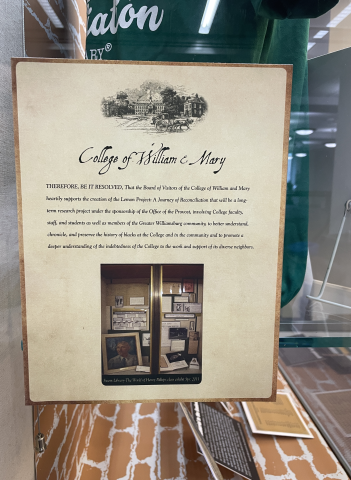 aton
ARY®
College of William & Mary
THEREFORE, BE IT RESOLVED, That the Board of Visitors of the College of William and Mary
heartily supports the creation of the Lemon Project: A Journey of Reconciliation that will be a long-
term research project under the sponsorship of the Office of the Provost, involving College faculty,
staff, and students as well as members of the Greater Williamsburg community, to better understand,
chronicle, and preserve the history of blacks at the College and in the community and to promote a
deeper understanding of the indebtedness of the College to the work and support of its diverse neighbors.